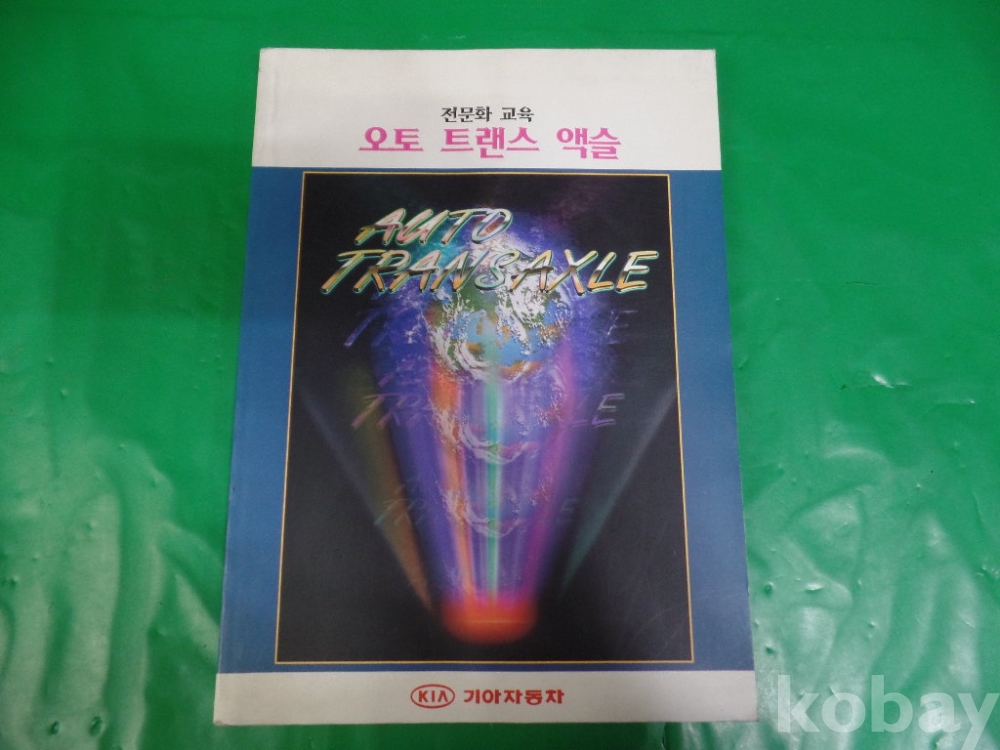 전문화 교육
오토 트랜스 액슬
AUTO
TRANSAXLE
KIA 기아자동차
kobay